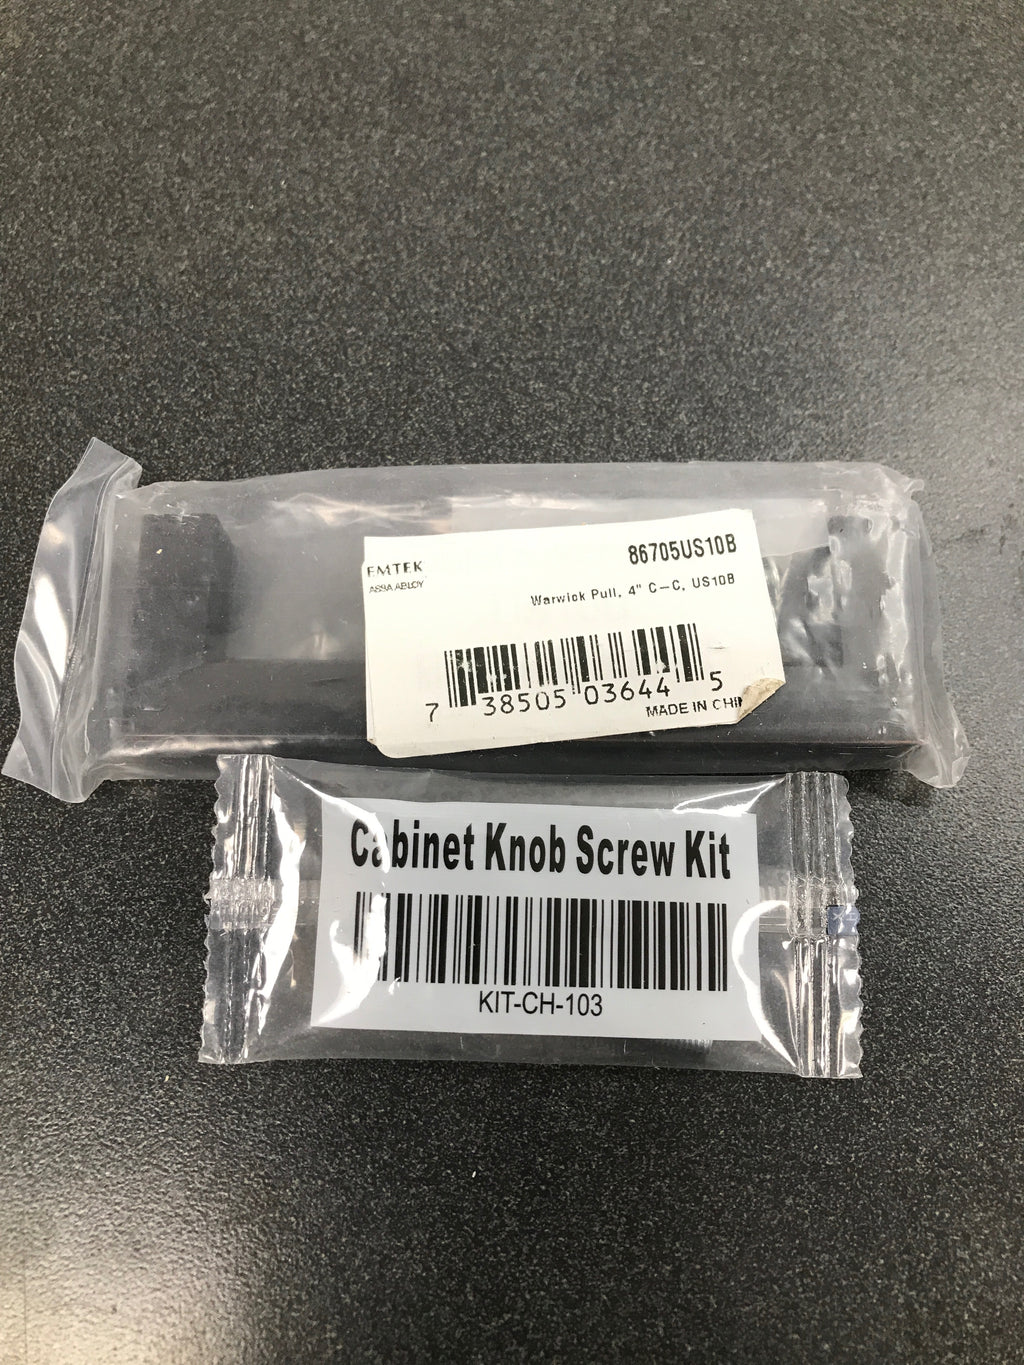 EMTEK
ASSA ABLOY
86705US10B
Warwick Pull, 4" C-C, US10B
7 38505 03644 5
MADE IN CHIN
Cabinet Knob Screw Kit
KIT-CH-103